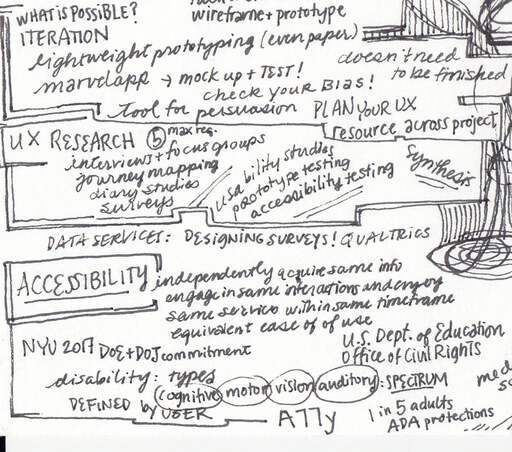 WHAT IS POSSIBLE?
wireframe + prototype
ITERATION
lightweight prototyping (even paper)
doesn't need to be finished
marvelapp → mock up + TEST!
check your BIAS!
tool for persuasion
PLAN YOUR UX
resource across project
UX RESEARCH
5 max req.
interviews + focus groups
journey mapping
diary studies
surveys
usability studies
prototype testing
accessibility testing
synthesis
DATA SERVICES: DESIGNING SURVEYS! QUALTRICS
ACCESSIBILITY
independently acquire same info
engage in same interactions and enjoy
same services within same timeframe
equivalent ease of of use
NYU 2017 DOE + DOJ commitment
U.S. Dept. of Education
Office of Civil Rights
disability: types
cognitive motor vision auditory : SPECTRUM
DEFINED by USER
A11y
1 in 5 adults
ADA protections